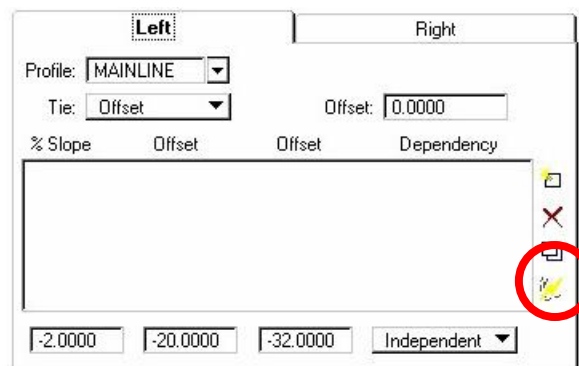 Left Right
Profile: MAINLINE
Tie: Offset Offset: 0.0000
% Slope Offset Offset Dependency
-2.0000 -20.0000 -32.0000 Independent